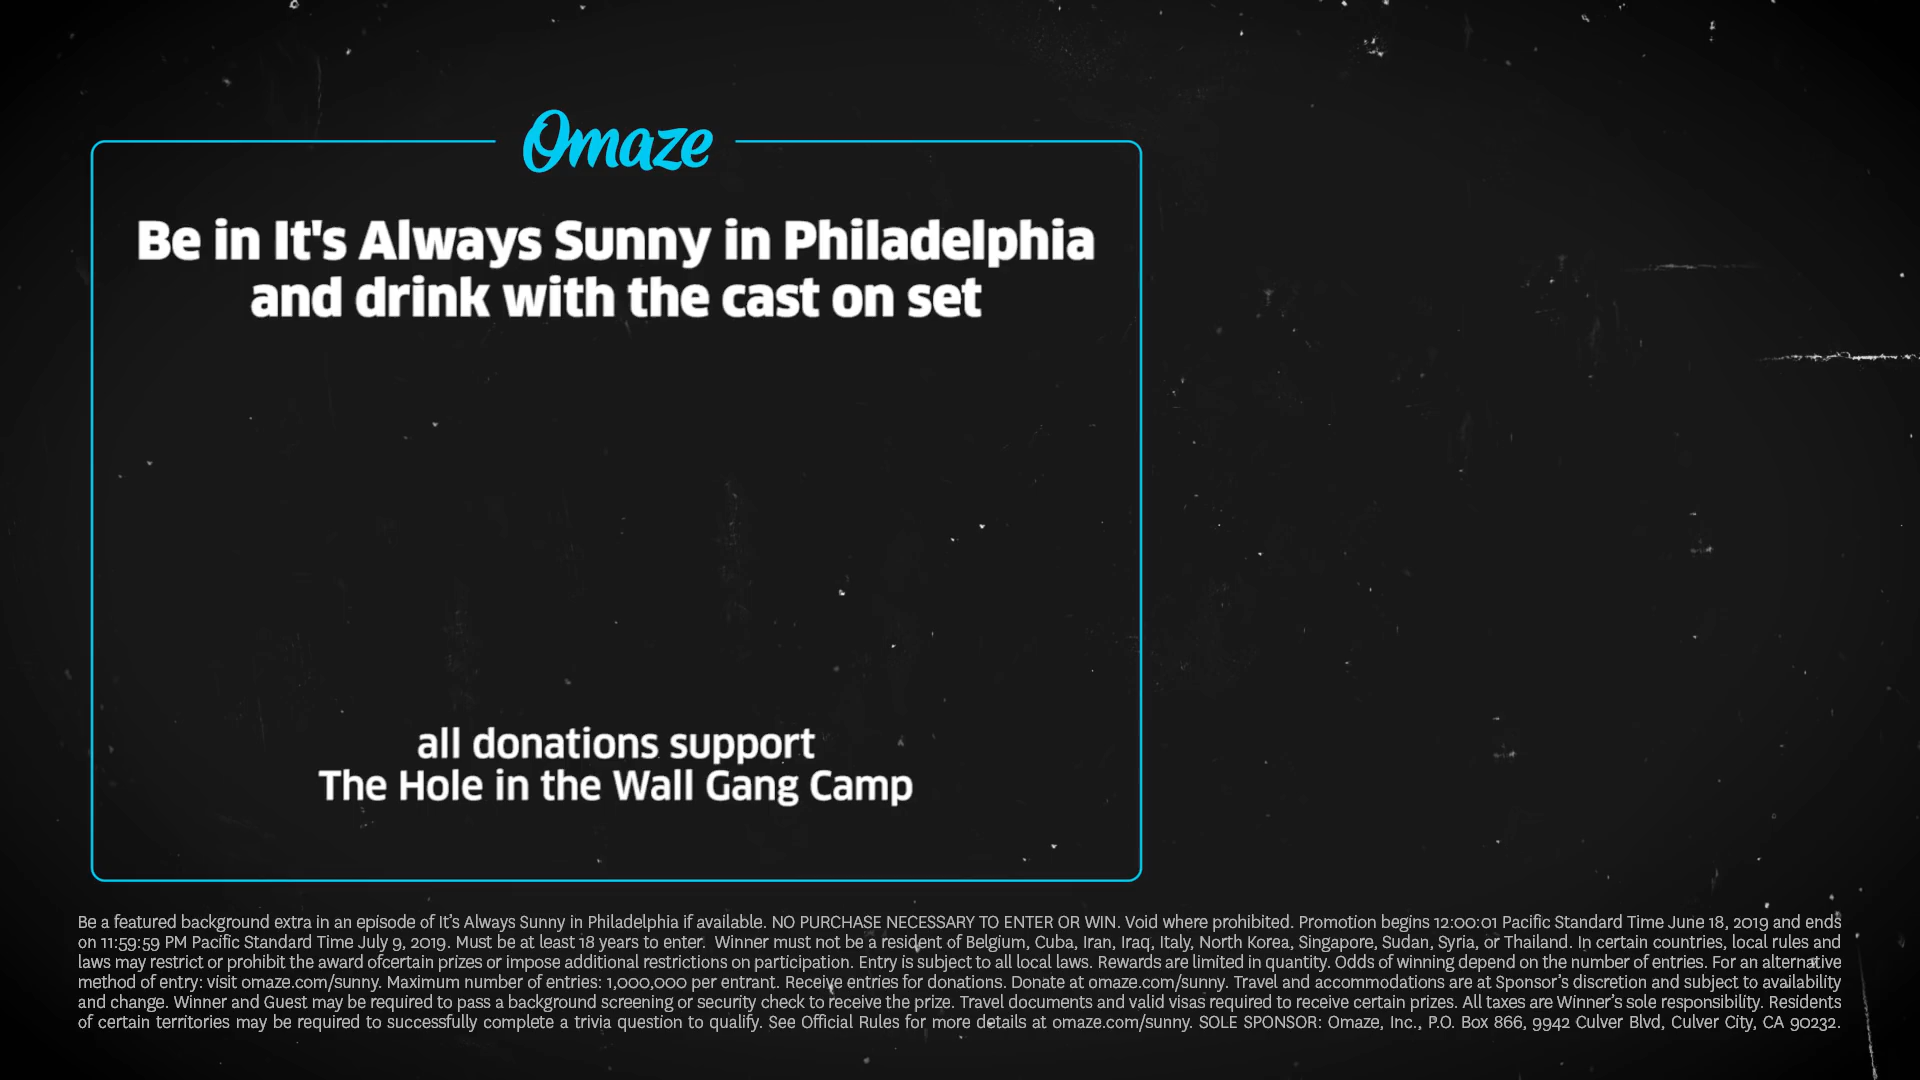 Omaze
Be in It's Always Sunny in Philadelphia
and drink with the cast on set
all donations support
The Hole in the Wall Gang Camp
Be a featured background extra in an episode of It's Always Sunny in Philadelphia if available. NO PURCHASE NECESSARY TO ENTER OR WIN. Void where prohibited. Promotion begins 12:00:01 Pacific Standard Time June 18, 2019 and ends
on 11:59:59 PM Pacific Standard Time July 9, 2019. Must be at least 18 years to enter. Winner must not be a resident of Belgium, Cuba, Iran, Iraq, Italy, North Korea, Singapore, Sudan, Syria, or Thailand. In certain countries, local rules and
laws may restrict or prohibit the award ofcertain prizes or impose additional restrictions on participation. Entry is subject to all local laws. Rewards are limited in quantity. Odds of winning depend on the number of entries. For an alternative
method of entry: visit omaze.com/sunny. Maximum number of entries: 1,000,000 per entrant. Receive entries for donations. Donate at omaze.com/sunny. Travel and accommodations are at Sponsor's discretion and subject to availability
and change. Winner and Guest may be required to pass a background screening or security check to receive the prize. Travel documents and valid visas required to receive certain prizes. All taxes are Winner's sole responsibility. Residents
of certain territories may be required to successfully complete a trivia question to qualify. See Official Rules for more details at omaze.com/sunny. SOLE SPONSOR: Omaze, Inc., P.O. Box 866, 9942 Culver Blvd, Culver City, CA 90232.